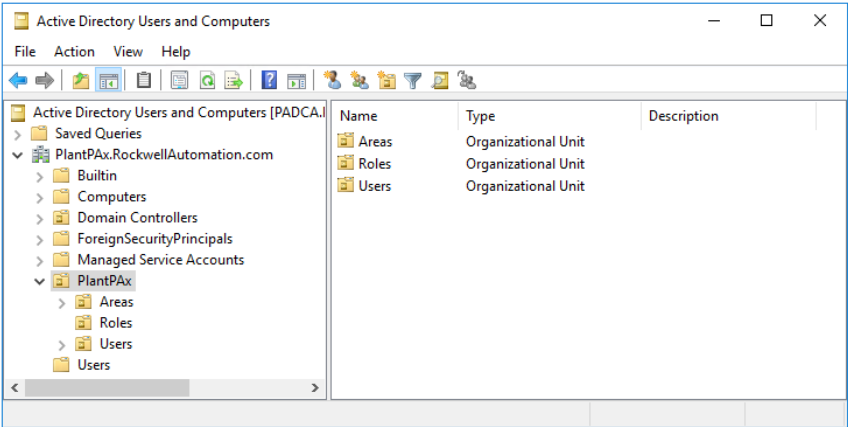 Active Directory Users and Computers
File Action View Help
Active Directory Users and Computers [PADCA.
Saved Queries
PlantPAx.RockwellAutomation.com
Builtin
Computers
Domain Controllers
ForeignSecurityPrincipals
Managed Service Accounts
PlantPAx
Areas
Roles
Users
Users
Name Type Description
Areas Organizational Unit
Roles Organizational Unit
Users Organizational Unit